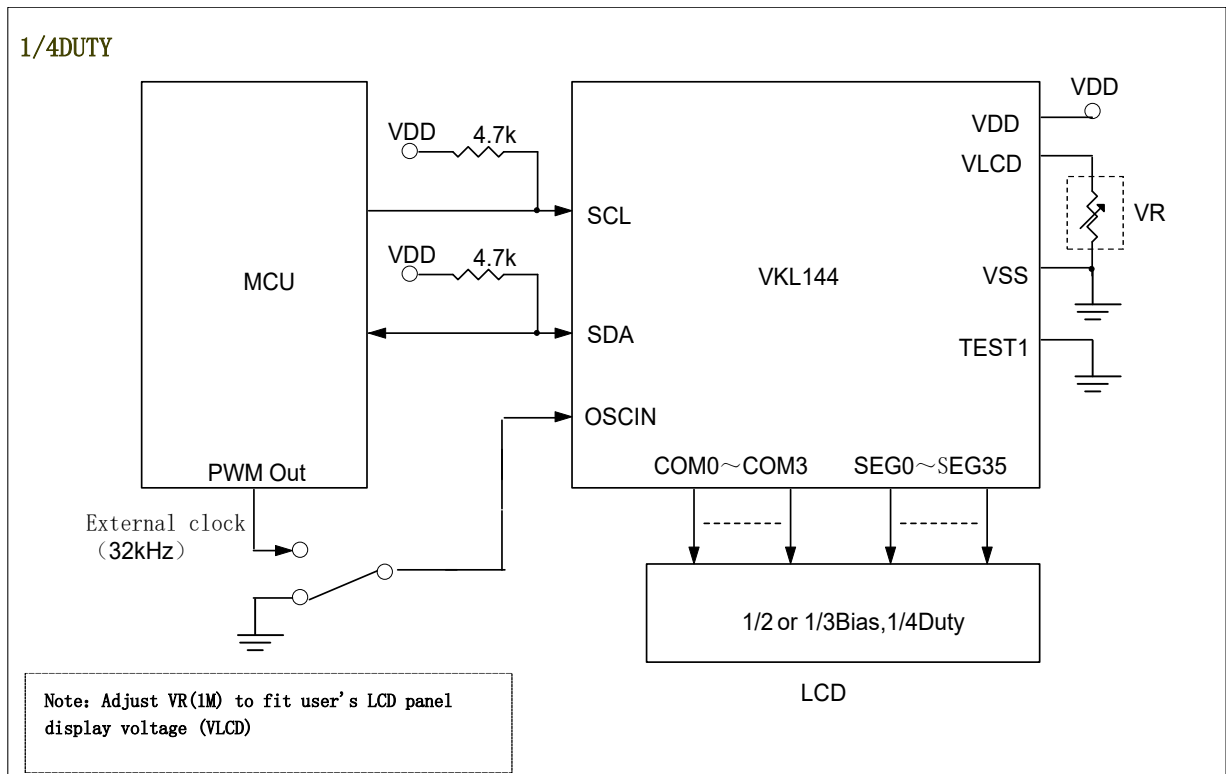 1/4DUTY
VDD
VDD
4.7k
VDD
VLCD
VR
SCL
VDD
4.7k
MCU
VKL144
VSS
SDA
TEST1
OSCIN
PWM Out
COM0～COM3
SEG0～SEG35
External clock
（32kHz）
1/2 or 1/3Bias,1/4Duty
LCD
Note: Adjust VR(1M) to fit user's LCD panel
display voltage (VLCD)